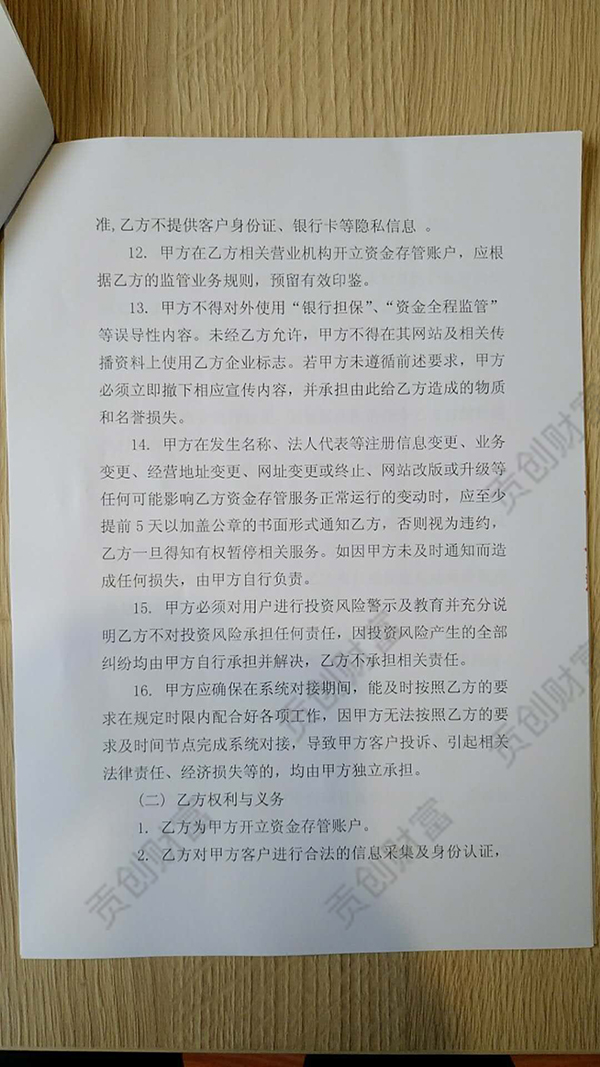 准,乙方不提供客户身份证、银行卡等隐私信息 。
12. 甲方在乙方相关营业机构开立资金存管账户，应根
据乙方的监管业务规则，预留有效印鉴。
13. 甲方不得对外使用“银行担保”、“资金全程监管”
等误导性内容。未经乙方允许，甲方不得在其网站及相关传
播资料上使用乙方企业标志。若甲方未遵循前述要求，甲方
必须立即撤下相应宣传内容，并承担由此给乙方造成的物质
和名誉损失。
14. 甲方在发生名称、法人代表等注册信息变更、业务
变更、经营地址变更、网址变更或终止、网站改版或升级等
任何可能影响乙方资金存管服务正常运行的变动时，应至少
提前 5 天以加盖公章的书面形式通知乙方，否则视为违约，
乙方一旦得知有权暂停相关服务。如因甲方未及时通知而造
成任何损失，由甲方自行负责。
15. 甲方必须对用户进行投资风险警示及教育并充分说
明乙方不对投资风险承担任何责任，因投资风险产生的全部
纠纷均由甲方自行承担并解决，乙方不承担相关责任。
16. 甲方应确保在系统对接期间，能及时按照乙方的要
求在规定时限内配合好各项工作，因甲方无法按照乙方的要
求及时间节点完成系统对接，导致甲方客户投诉、引起相关
法律责任、经济损失等的，均由甲方独立承担。
(二) 乙方权利与义务
1. 乙方为甲方开立资金存管账户。
2. 乙方对甲方客户进行合法的信息采集及身份认证，
贡创财富
贡创财富
贡创财富
贡创财富
贡创财富